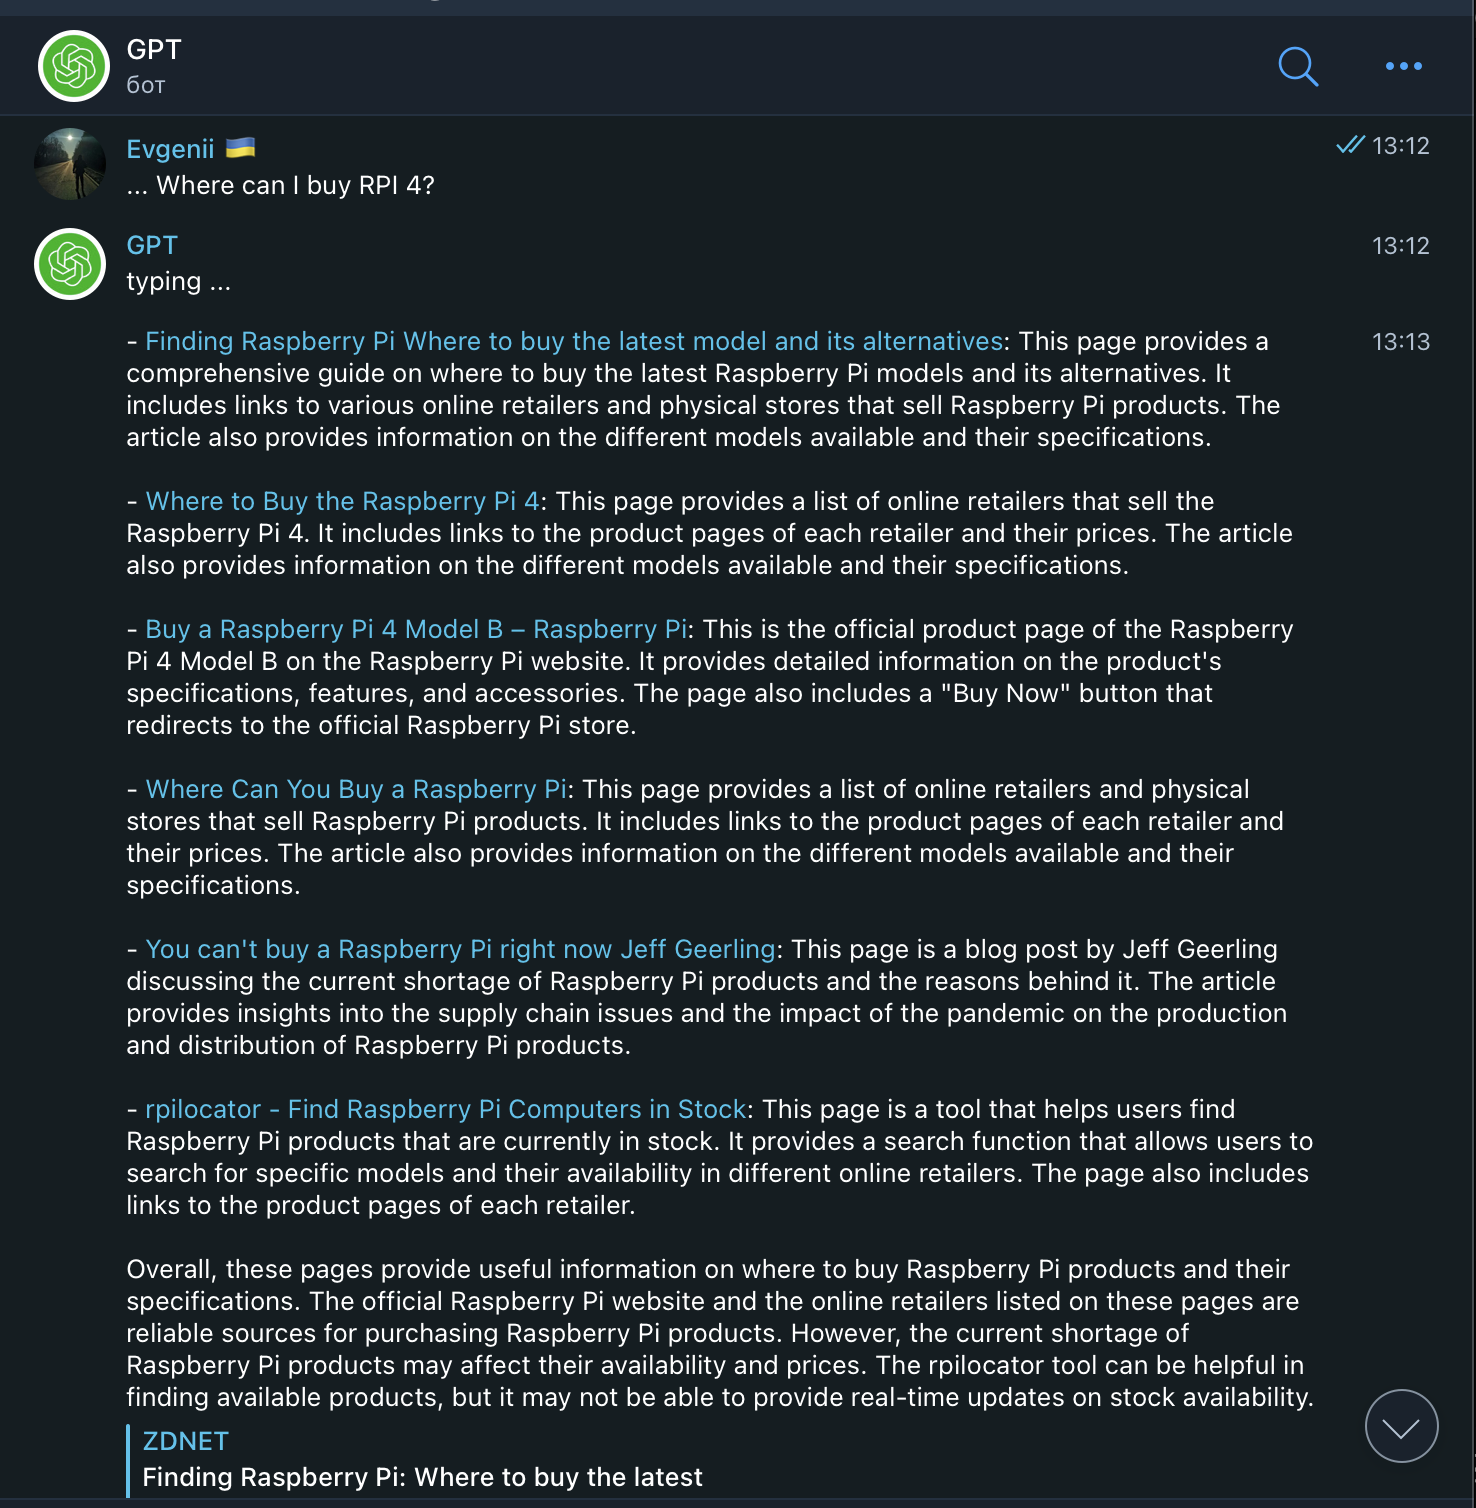 GPT
бот
Evgenii
13:12
... Where can I buy RPI 4?
GPT
13:12
typing ...
- Finding Raspberry Pi Where to buy the latest model and its alternatives: This page provides a
13:13
comprehensive guide on where to buy the latest Raspberry Pi models and its alternatives. It
includes links to various online retailers and physical stores that sell Raspberry Pi products. The
article also provides information on the different models available and their specifications.
- Where to Buy the Raspberry Pi 4: This page provides a list of online retailers that sell the
Raspberry Pi 4. It includes links to the product pages of each retailer and their prices. The article
also provides information on the different models available and their specifications.
- Buy a Raspberry Pi 4 Model B – Raspberry Pi: This is the official product page of the Raspberry
Pi 4 Model B on the Raspberry Pi website. It provides detailed information on the product's
specifications, features, and accessories. The page also includes a "Buy Now" button that
redirects to the official Raspberry Pi store.
- Where Can You Buy a Raspberry Pi: This page provides a list of online retailers and physical
stores that sell Raspberry Pi products. It includes links to the product pages of each retailer and
their prices. The article also provides information on the different models available and their
specifications.
- You can't buy a Raspberry Pi right now Jeff Geerling: This page is a blog post by Jeff Geerling
discussing the current shortage of Raspberry Pi products and the reasons behind it. The article
provides insights into the supply chain issues and the impact of the pandemic on the production
and distribution of Raspberry Pi products.
- rpilocator - Find Raspberry Pi Computers in Stock: This page is a tool that helps users find
Raspberry Pi products that are currently in stock. It provides a search function that allows users to
search for specific models and their availability in different online retailers. The page also includes
links to the product pages of each retailer.
Overall, these pages provide useful information on where to buy Raspberry Pi products and their
specifications. The official Raspberry Pi website and the online retailers listed on these pages are
reliable sources for purchasing Raspberry Pi products. However, the current shortage of
Raspberry Pi products may affect their availability and prices. The rpilocator tool can be helpful in
finding available products, but it may not be able to provide real-time updates on stock availability.
ZDNET
Finding Raspberry Pi: Where to buy the latest